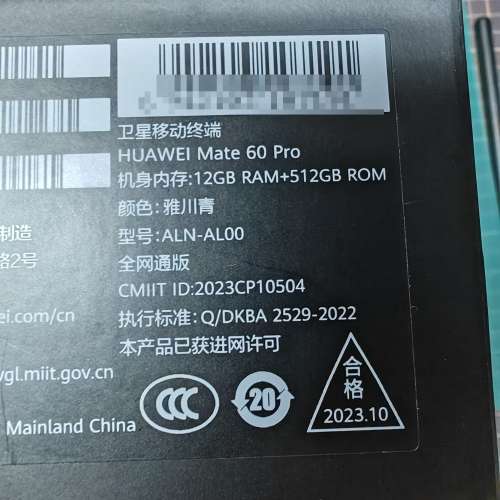 卫星移动终端
HUAWEI Mate 60 Pro
机身内存:12GB RAM+512GB ROM
颜色：雅川青
制造
型号:ALN-AL00
路2号
全网通版
CMIIT ID:2023CP10504
ei.com/cn
执行标准：Q/DKBA 2529-2022
本产品已获进网许可
gl.miit.gov.cn
合格
2023.10
CCC
20
Mainland China